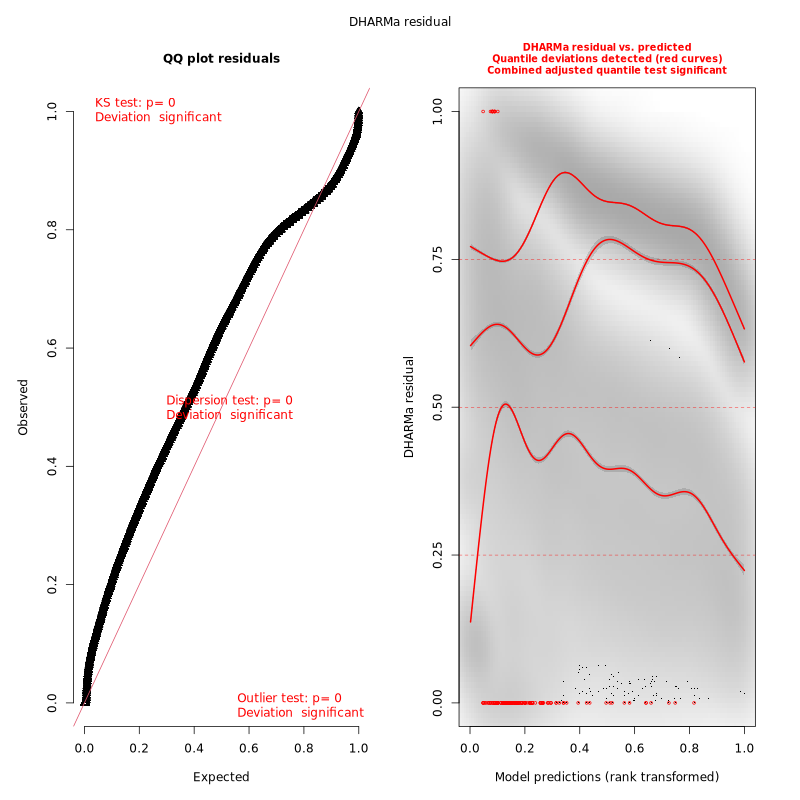 DHARMa residual
QQ plot residuals
KS test: p= 0
Deviation significant
Dispersion test: p= 0
Deviation significant
Outlier test: p= 0
Deviation significant
Observed
0.0
0.2
0.4
0.6
0.8
1.0
0.0
0.2
0.4
0.6
0.8
1.0
Expected
DHARMa residual vs. predicted
Quantile deviations detected (red curves)
Combined adjusted quantile test significant
DHARMa residual
0.00
0.25
0.50
0.75
1.00
0.0
0.2
0.4
0.6
0.8
1.0
Model predictions (rank transformed)